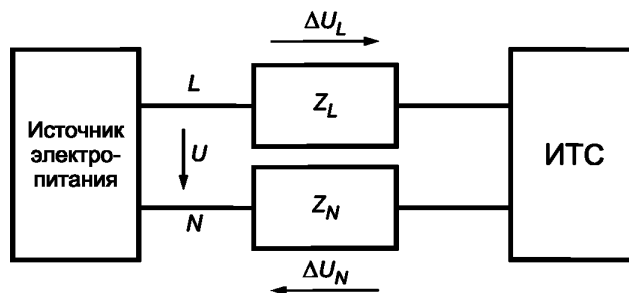 ΔU_L
L
Z_L
Источник
электро-
питания
U
ИТС
Z_N
N
ΔU_N